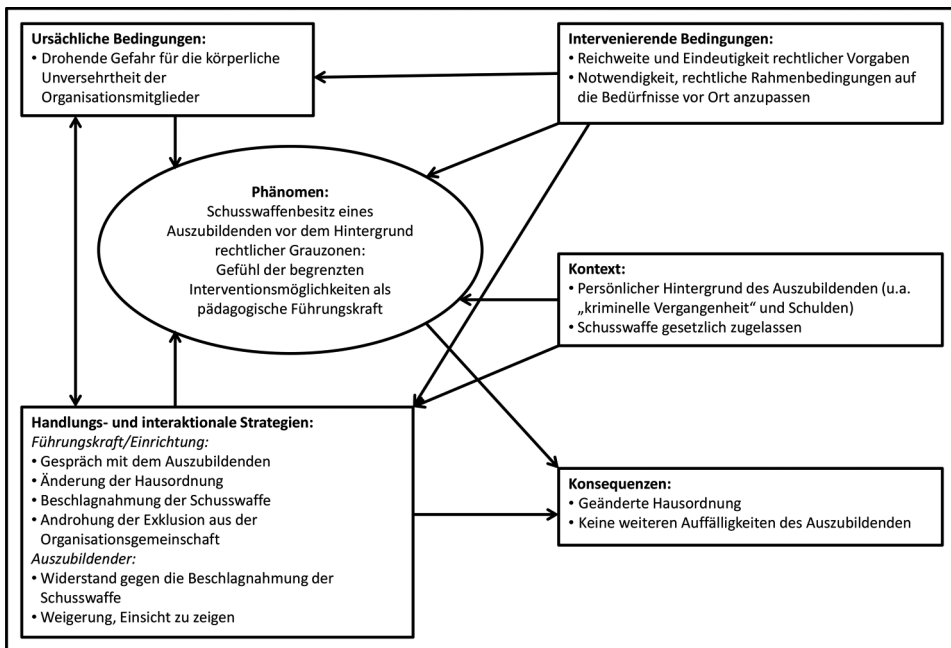 Ursächliche Bedingungen:
• Drohende Gefahr für die körperliche
Unversehrtheit der
Organisationsmitglieder
Intervenierende Bedingungen:
• Reichweite und Eindeutigkeit rechtlicher Vorgaben
• Notwendigkeit, rechtliche Rahmenbedingungen auf
die Bedürfnisse vor Ort anzupassen
Phänomen:
Schusswaffenbesitz eines
Auszubildenden vor dem Hintergrund
rechtlicher Grauzonen:
Gefühl der begrenzten
Interventionsmöglichkeiten als
pädagogische Führungskraft
Kontext:
• Persönlicher Hintergrund des Auszubildenden (u.a.
„kriminelle Vergangenheit“ und Schulden)
• Schusswaffe gesetzlich zugelassen
Handlungs- und interaktionale Strategien:
Führungskraft/Einrichtung:
• Gespräch mit dem Auszubildenden
• Änderung der Hausordnung
• Beschlagnahmung der Schusswaffe
• Androhung der Exklusion aus der
Organisationsgemeinschaft
Auszubildender:
• Widerstand gegen die Beschlagnahmung der
Schusswaffe
• Weigerung, Einsicht zu zeigen
Konsequenzen:
• Geänderte Hausordnung
• Keine weiteren Auffälligkeiten des Auszubildenden